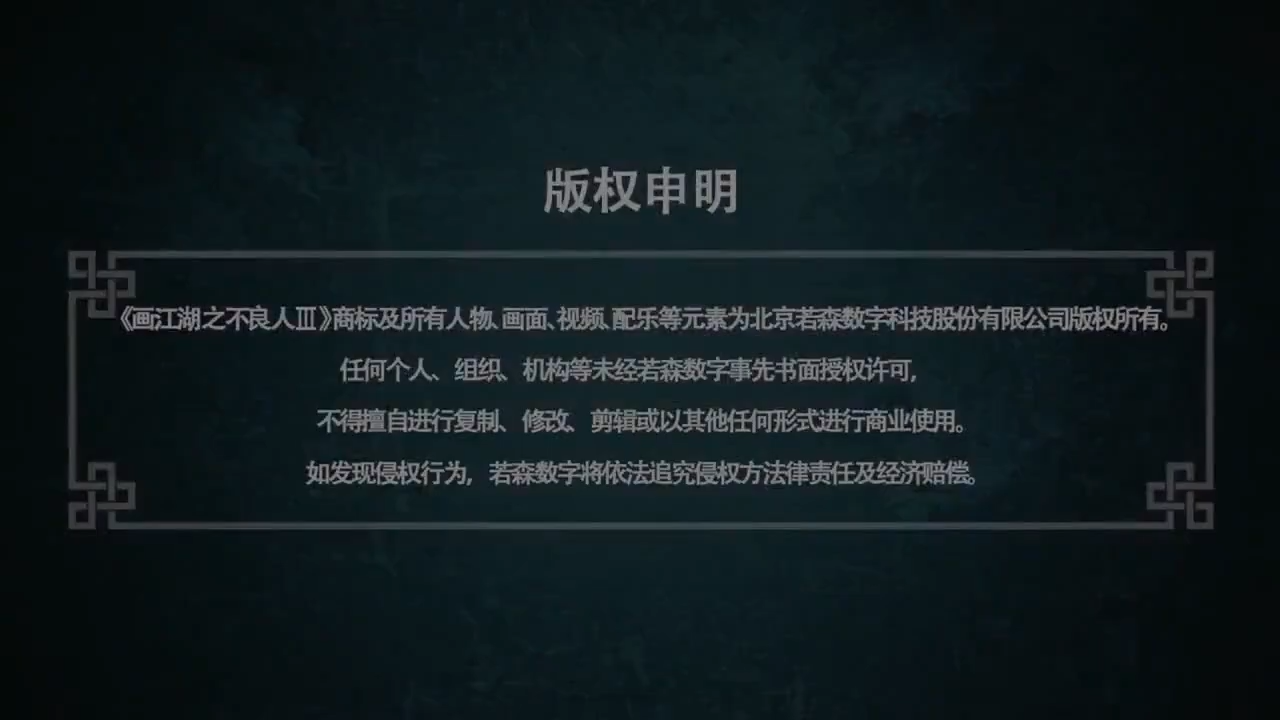 版权申明
《画江湖之不良人Ⅲ》商标及所有人物、画面、视频、配乐等元素为北京若森数字科技股份有限公司版权所有。
任何个人、组织、机构等未经若森数字事先书面授权许可,
不得擅自进行复制、修改、剪辑或以其他任何形式进行商业使用。
如发现侵权行为，若森数字将依法追究侵权方法律责任及经济赔偿。